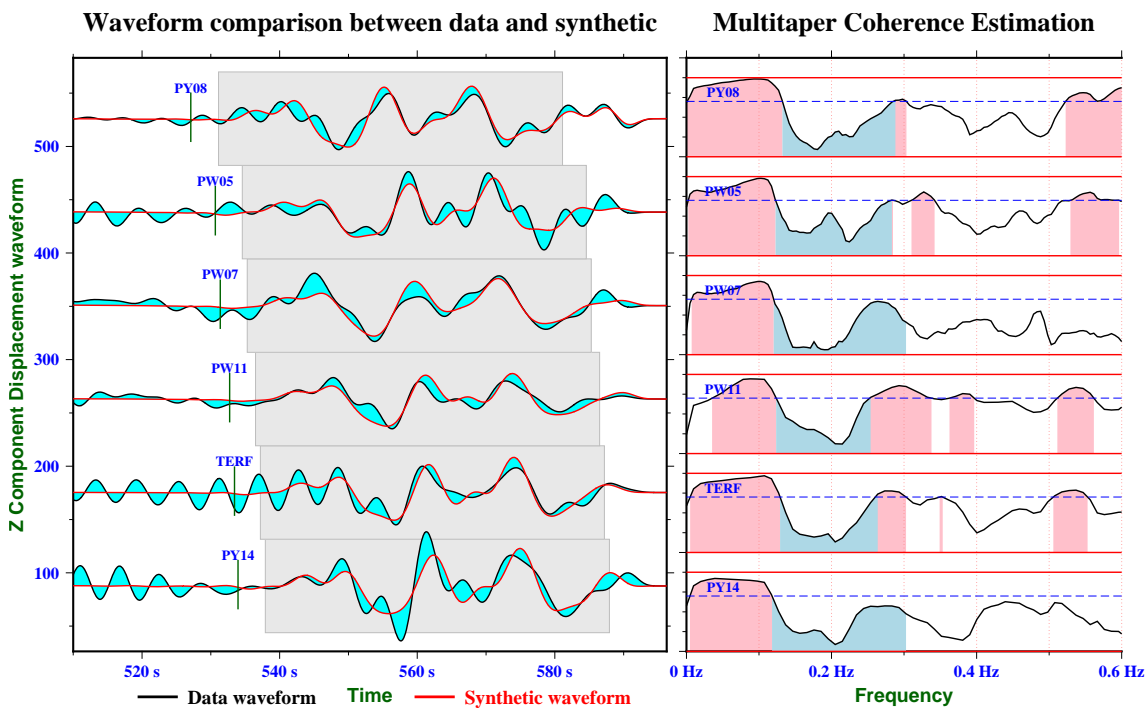 Waveform comparison between data and synthetic
Multitaper Coherence Estimation
Z Component Displacement waveform
500
400
300
200
100
PY08
PW05
PW07
PW11
TERF
PY14
520 s
540 s
560 s
580 s
Data waveform
Time
Synthetic waveform
PY08
PW05
PW07
PW11
TERF
PY14
0 Hz
0.2 Hz
0.4 Hz
0.6 Hz
Frequency